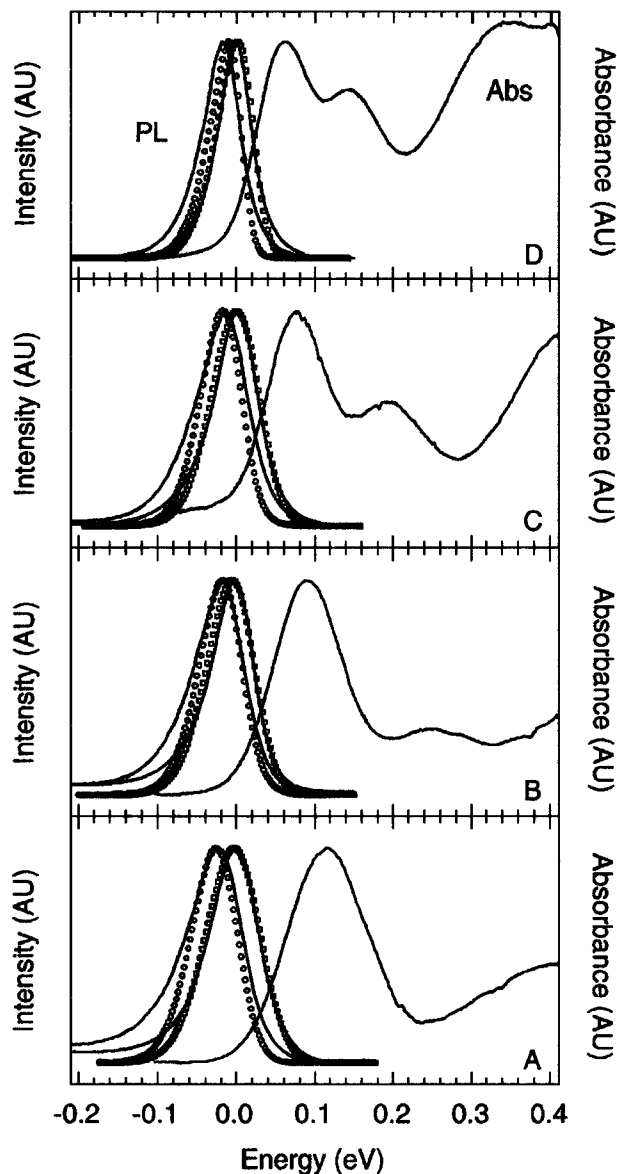 Intensity (AU)
PL
Abs
D
Absorbance (AU)
Intensity (AU)
C
Absorbance (AU)
Intensity (AU)
B
Absorbance (AU)
Intensity (AU)
A
Absorbance (AU)
-0.2 -0.1 0.0 0.1 0.2 0.3 0.4
Energy (eV)